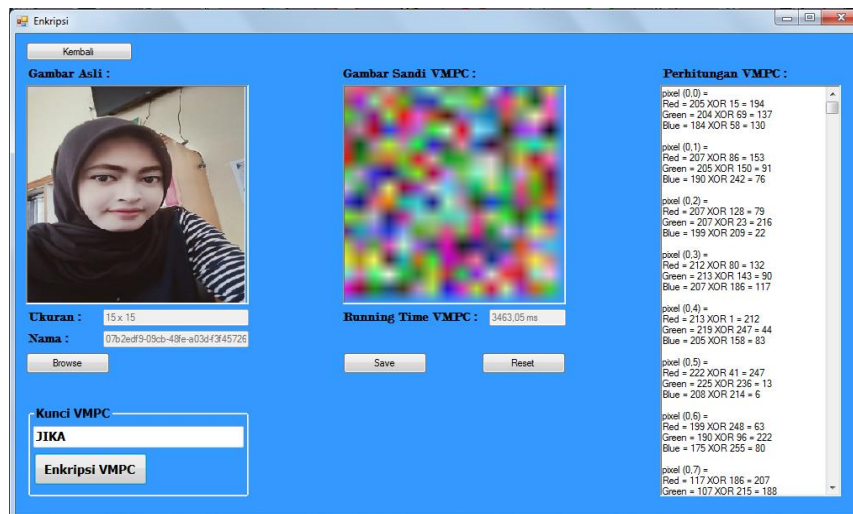 Enkripsi
Kembali
Gambar Asli :
Gambar Sandi VMPC :
Perhitungan VMPC :
pixel (0,0) =
Red = 205 XOR 15 = 194
Green = 204 XOR 69 = 137
Blue = 184 XOR 58 = 130
pixel (0,1) =
Red = 207 XOR 86 = 153
Green = 205 XOR 150 = 91
Blue = 190 XOR 242 = 76
pixel (0,2) =
Red = 207 XOR 128 = 79
Green = 207 XOR 23 = 216
Blue = 199 XOR 209 = 22
pixel (0,3) =
Red = 212 XOR 80 = 132
Green = 213 XOR 143 = 90
Blue = 207 XOR 186 = 117
pixel (0,4) =
Red = 213 XOR 1 = 212
Green = 219 XOR 247 = 44
Blue = 205 XOR 158 = 83
pixel (0,5) =
Red = 222 XOR 41 = 247
Green = 225 XOR 236 = 13
Blue = 208 XOR 214 = 6
pixel (0,6) =
Red = 199 XOR 248 = 63
Green = 190 XOR 96 = 222
Blue = 175 XOR 255 = 80
pixel (0,7) =
Red = 117 XOR 186 = 207
Green = 107 XOR 215 = 188
Ukuran :
15 x 15
Running Time VMPC :
3463,05 ms
Nama :
07b2edf9-09cb-48fe-a03d-f3f45726
Browse
Save
Reset
Kunci VMPC
JIKA
Enkripsi VMPC